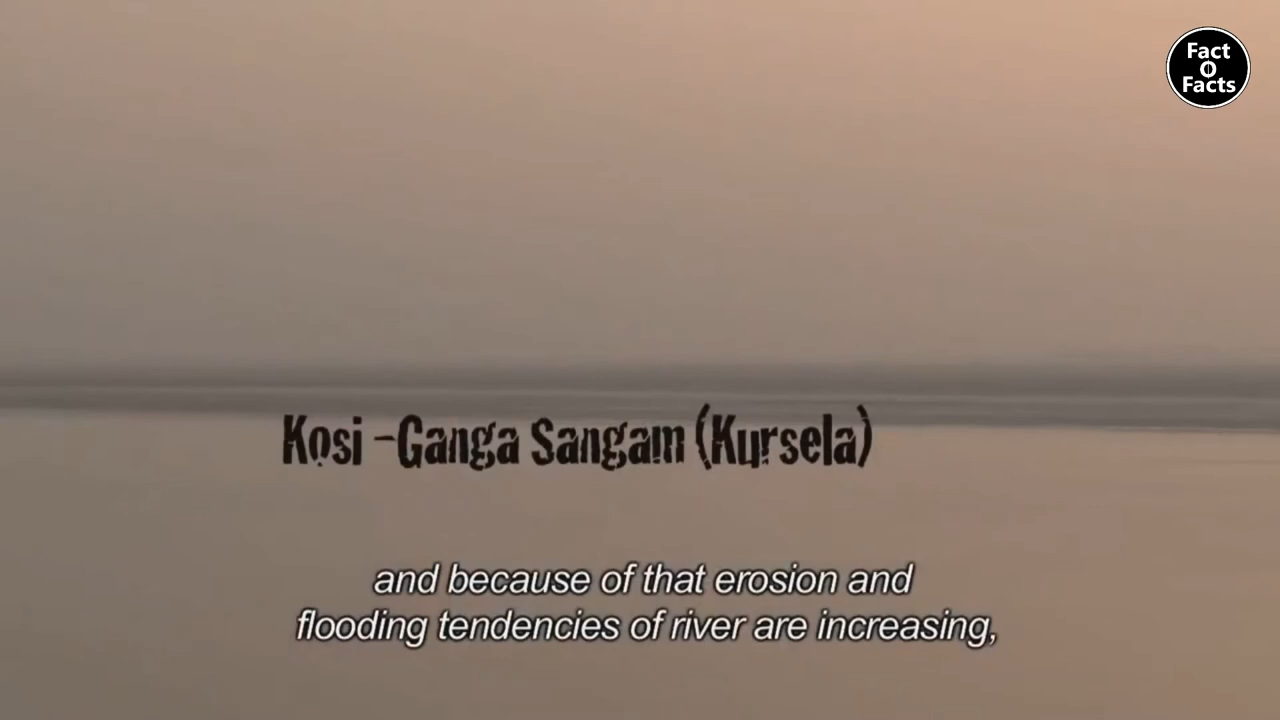 Fact
O
Facts
Kosi -Ganga Sangam (Kursela)
and because of that erosion and
flooding tendencies of river are increasing,